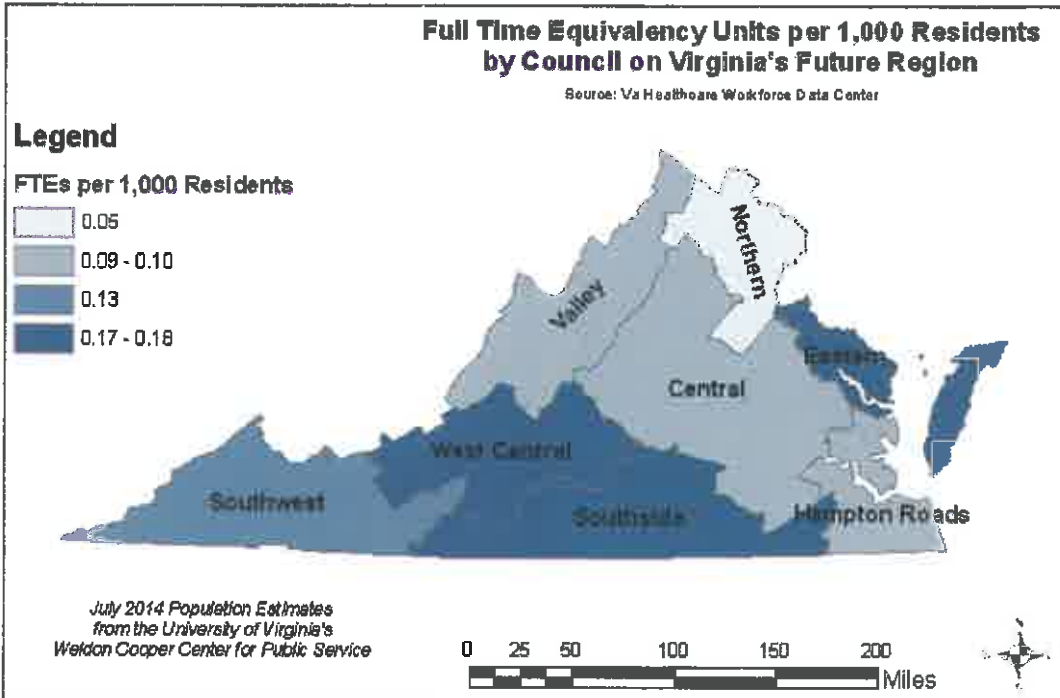 Full Time Equivalency Units per 1,000 Residents
by Council on Virginia's Future Region
Source: Va Healthcare Workforce Data Center
Legend
FTEs per 1,000 Residents
0.05
0.09 - 0.10
0.13
0.17 - 0.18
Northern
Valley
Eastern
Central
West Central
Southwest
Southside
Hampton Roads
July 2014 Population Estimates
from the University of Virginia's
Weldon Cooper Center for Public Service
0 25 50 100 150 200
Miles